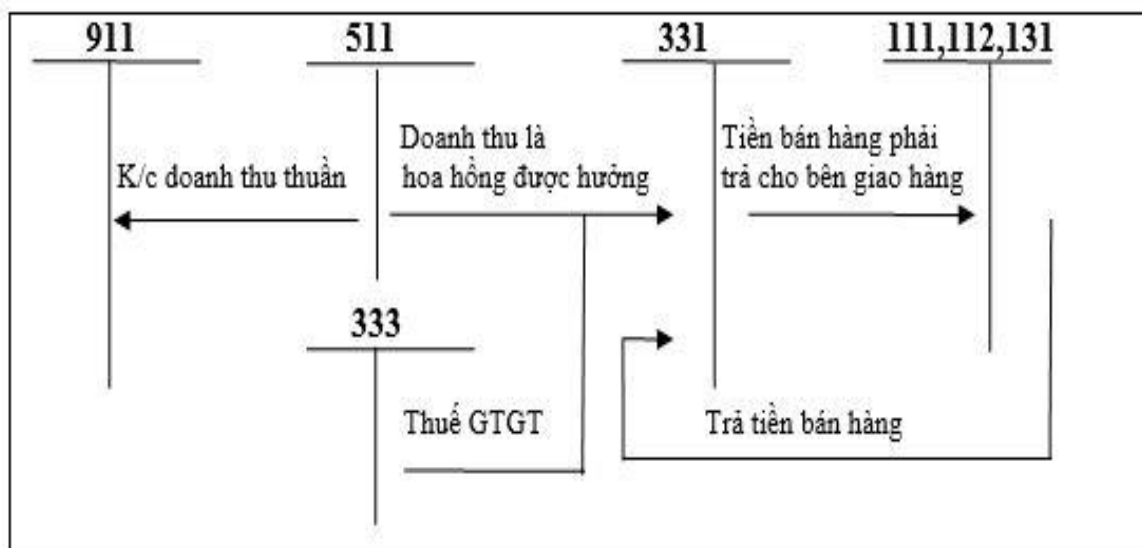 911
511
331
111,112,131
K/c doanh thu thuần
Doanh thu là
hoa hồng được hưởng
Tiền bán hàng phải
trả cho bên giao hàng
333
Thuế GTGT
Trả tiền bán hàng